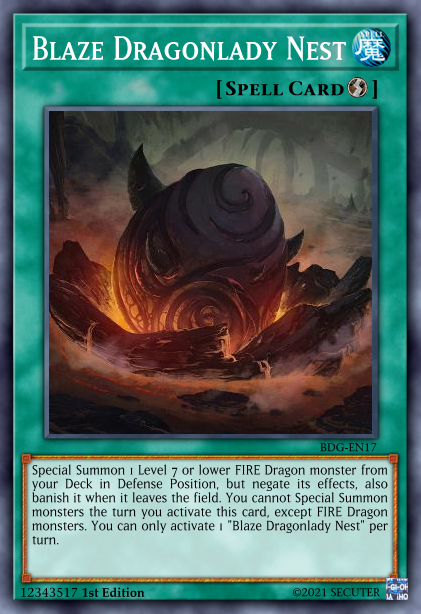 BLAZE DRAGONLADY NEST 魔
[SPELL CARD]
BDG-EN17
Special Summon 1 Level 7 or lower FIRE Dragon monster from
your Deck in Defense Position, but negate its effects, also
banish it when it leaves the field. You cannot Special Summon
monsters the turn you activate this card, except FIRE Dragon
monsters. You can only activate 1 "Blaze Dragonlady Nest" per
turn.
12343517 1st Edition ©2021 SECUTER